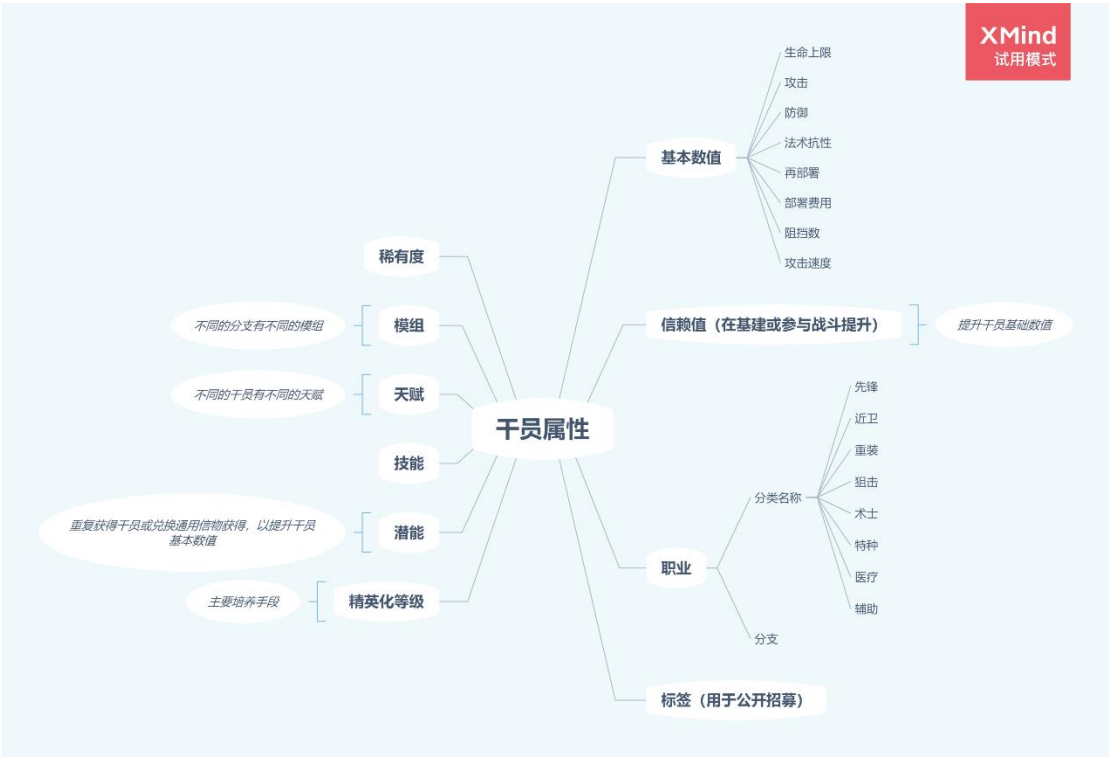 XMind
试用模式
干员属性
基本数值
生命上限
攻击
防御
法术抗性
再部署
部署费用
阻挡数
攻击速度
信赖值（在基建或参与战斗提升）
提升干员基础数值
职业
分类名称
先锋
近卫
重装
狙击
术士
特种
医疗
辅助
分支
标签（用于公开招募）
稀有度
模组
不同的分支有不同的模组
天赋
不同的干员有不同的天赋
技能
潜能
重复获得干员或兑换通用信物获得，以提升干员
基本数值
精英化等级
主要培养手段